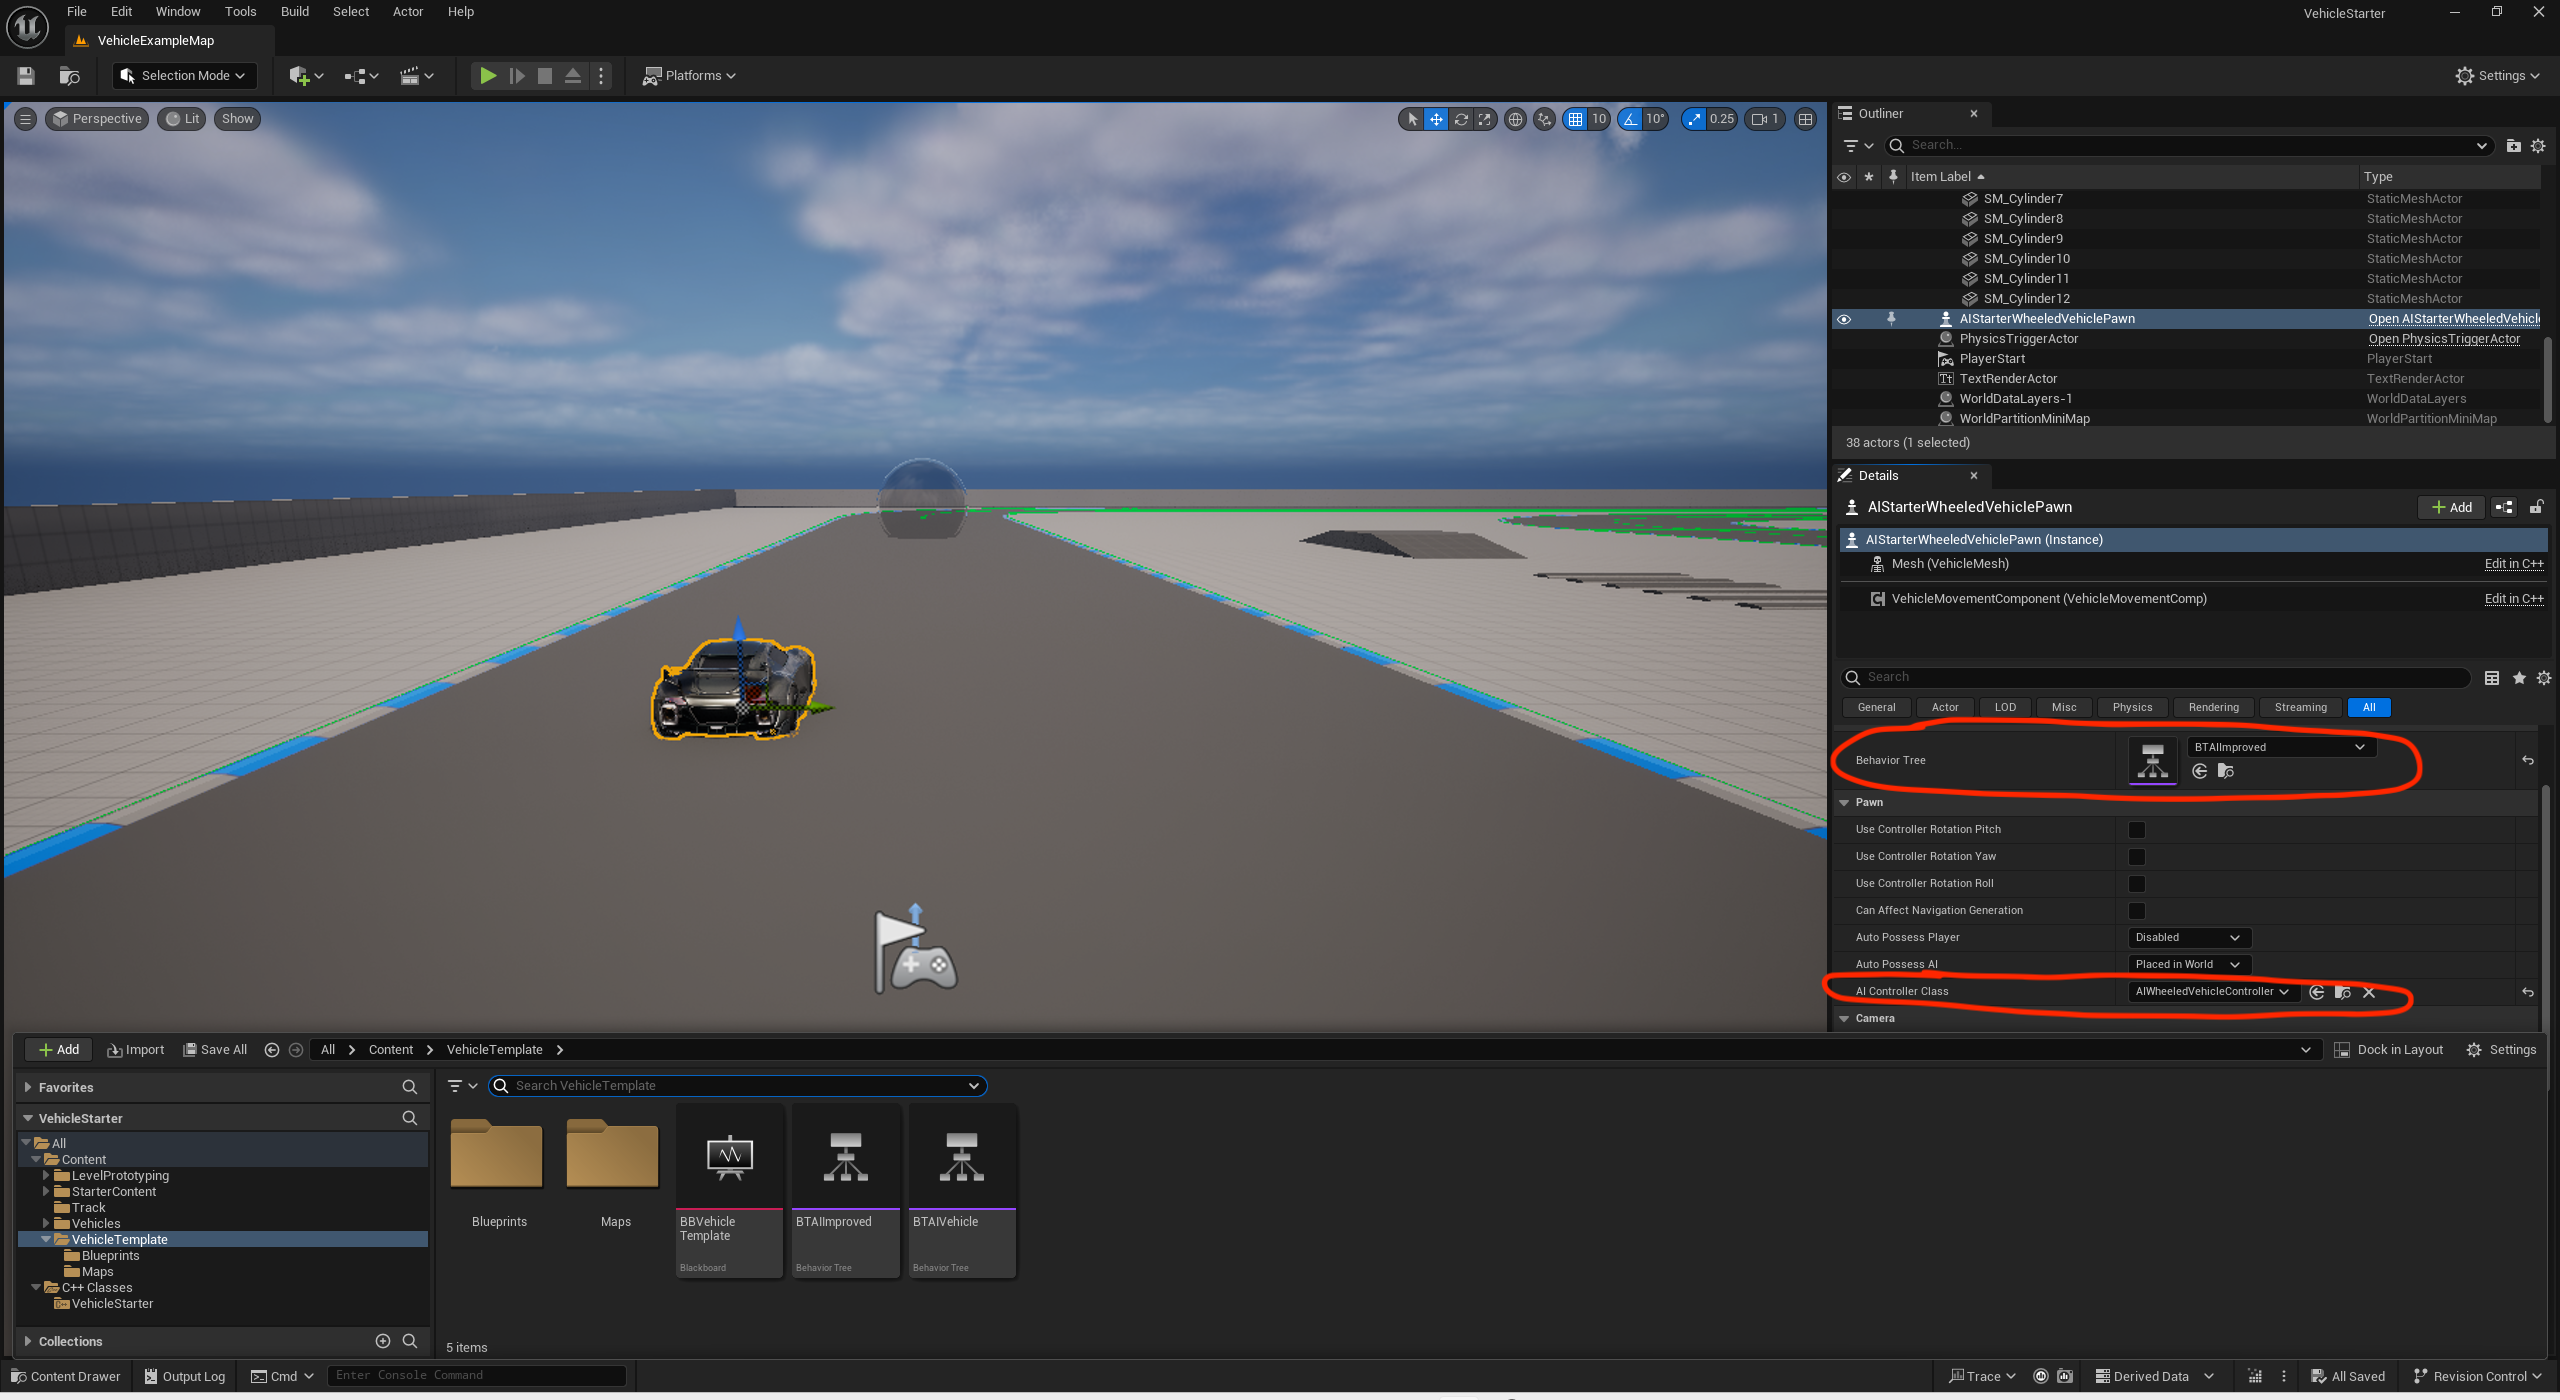 File Edit Window Tools Build Select Actor Help
VehicleStarter
VehicleExampleMap
Selection Mode
Platforms
Settings
Perspective Lit Show
10 10° 0.25 1
Outliner
Search...
Item Label Type
SM_Cylinder7 StaticMeshActor
SM_Cylinder8 StaticMeshActor
SM_Cylinder9 StaticMeshActor
SM_Cylinder10 StaticMeshActor
SM_Cylinder11 StaticMeshActor
SM_Cylinder12 StaticMeshActor
AIStarterWheeledVehiclePawn Open AIStarterWheeledVehicl
PhysicsTriggerActor Open PhysicsTriggerActor
PlayerStart PlayerStart
TextRenderActor TextRenderActor
WorldDataLayers-1 WorldDataLayers
WorldPartitionMiniMap WorldPartitionMiniMap
38 actors (1 selected)
Details
AIStarterWheeledVehiclePawn
Add
AIStarterWheeledVehiclePawn (Instance)
Mesh (VehicleMesh) Edit in C++
VehicleMovementComponent (VehicleMovementComp) Edit in C++
Search
General Actor LOD Misc Physics Rendering Streaming All
Behavior Tree BTAIImproved
Pawn
Use Controller Rotation Pitch
Use Controller Rotation Yaw
Use Controller Rotation Roll
Can Affect Navigation Generation
Auto Possess Player Disabled
Auto Possess AI Placed in World
AI Controller Class AIWheeledVehicleController
Camera
Add Import Save All All Content VehicleTemplate
Dock in Layout Settings
Favorites
VehicleStarter
All
Content
LevelPrototyping
StarterContent
Track
Vehicles
VehicleTemplate
Blueprints
Maps
C++ Classes
VehicleStarter
Collections
Search VehicleTemplate
Blueprints
Maps
BBVehicle
Template
Blackboard
BTAIImproved
Behavior Tree
BTAIVehicle
Behavior Tree
5 items
Content Drawer Output Log Cmd Enter Console Command
Trace Derived Data All Saved Revision Control